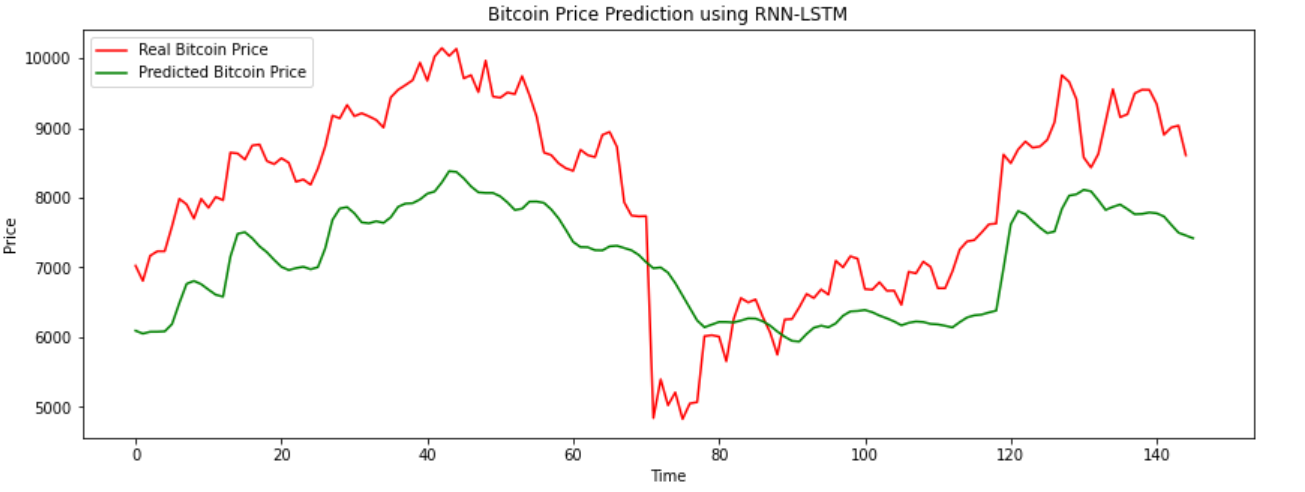 Bitcoin Price Prediction using RNN-LSTM
Real Bitcoin Price
Predicted Bitcoin Price
10000
9000
8000
7000
6000
5000
Price
0 20 40 60 80 100 120 140
Time